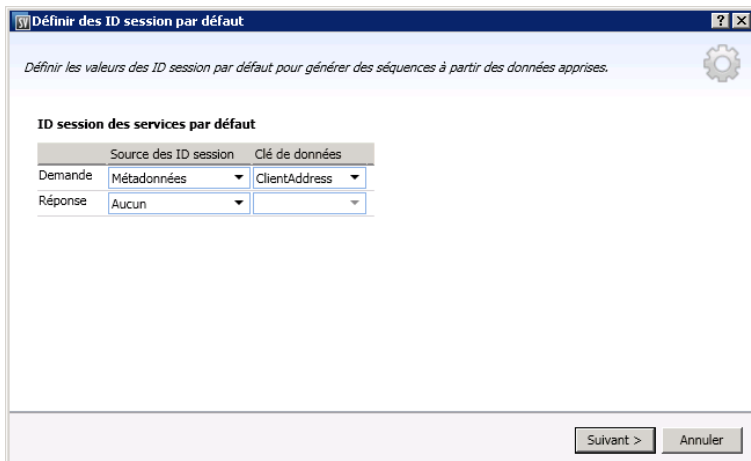 SV Définir des ID session par défaut ? X
Définir les valeurs des ID session par défaut pour générer des séquences à partir des données apprises.
ID session des services par défaut
Source des ID session Clé de données
Demande Métadonnées ClientAddress
Réponse Aucun
Suivant > Annuler